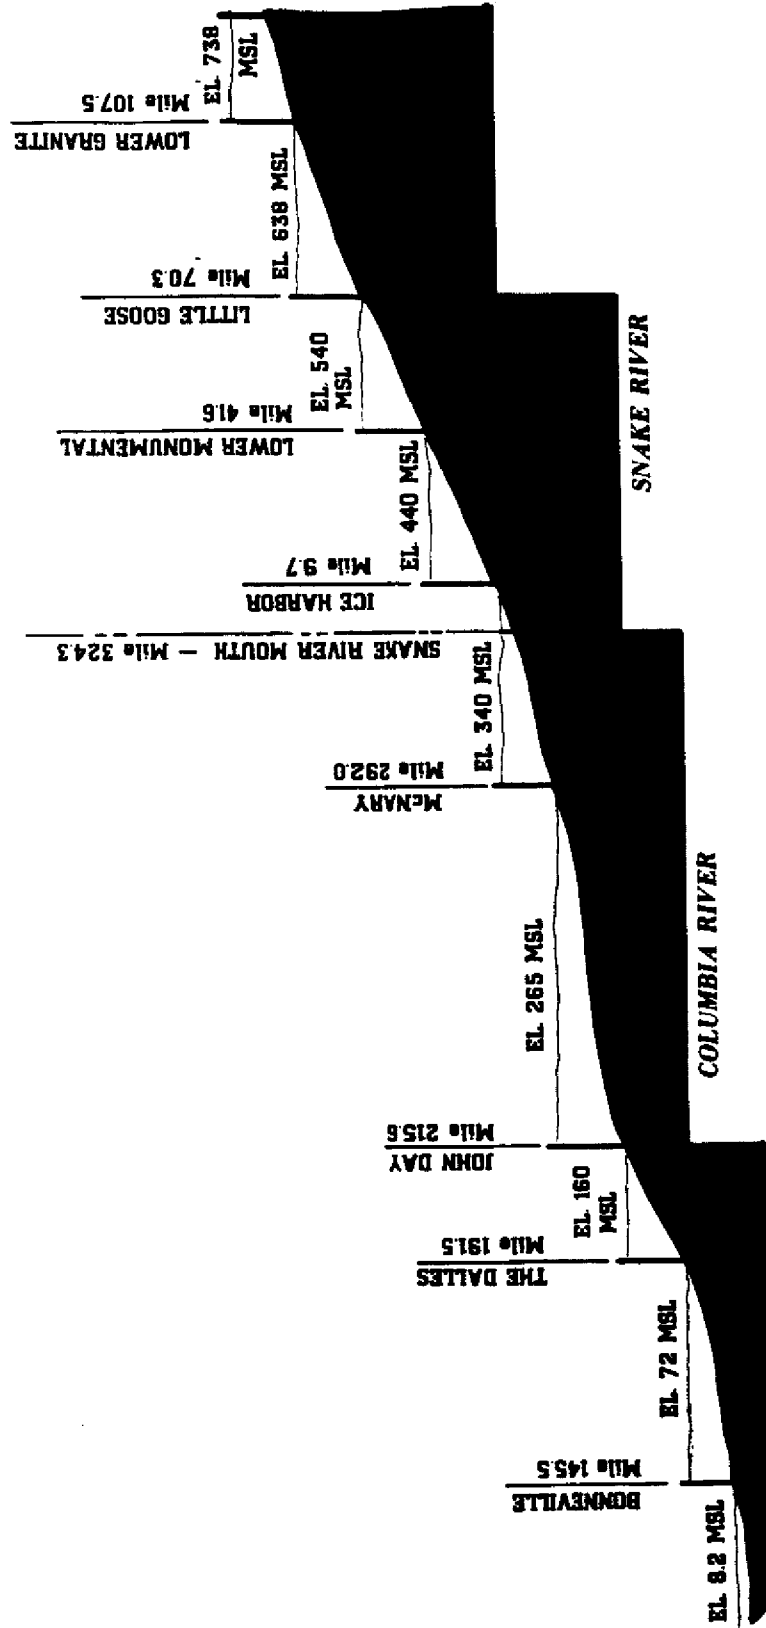 EL 738
MSL
Mile 107.5
LOWER GRANITE
EL 638 MSL
Mile 70.3
LITTLE GOOSE
EL 540
MSL
Mile 41.6
LOWER MONUMENTAL
EL 440 MSL
Mile 9.7
ICE HARBOR
SNAKE RIVER MOUTH — Mile 324.3
EL 340 MSL
Mile 292.0
McNARY
EL 265 MSL
Mile 215.6
JOHN DAY
EL 160
MSL
Mile 191.5
THE DALLES
EL 72 MSL
Mile 145.5
BONNEVILLE
EL 8.2 MSL
SNAKE RIVER
COLUMBIA RIVER